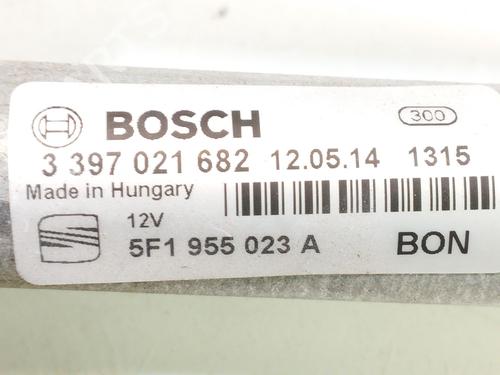 BOSCH 300
3 397 021 682 12.05.14 1315
Made in Hungary
12V
5F1 955 023 A BON